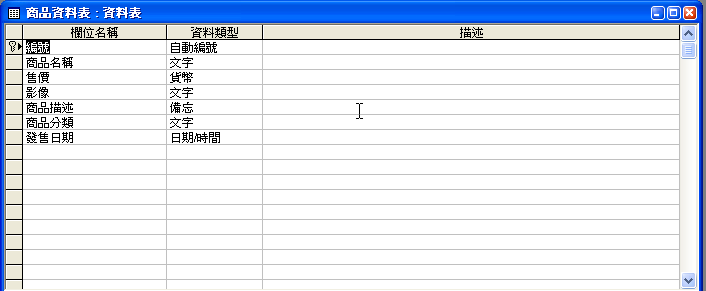 商品資料表：資料表
欄位名稱 資料類型 描述
編號 自動編號
商品名稱 文字
售價 貨幣
影像 文字
商品描述 備忘
商品分類 文字
發售日期 日期/時間